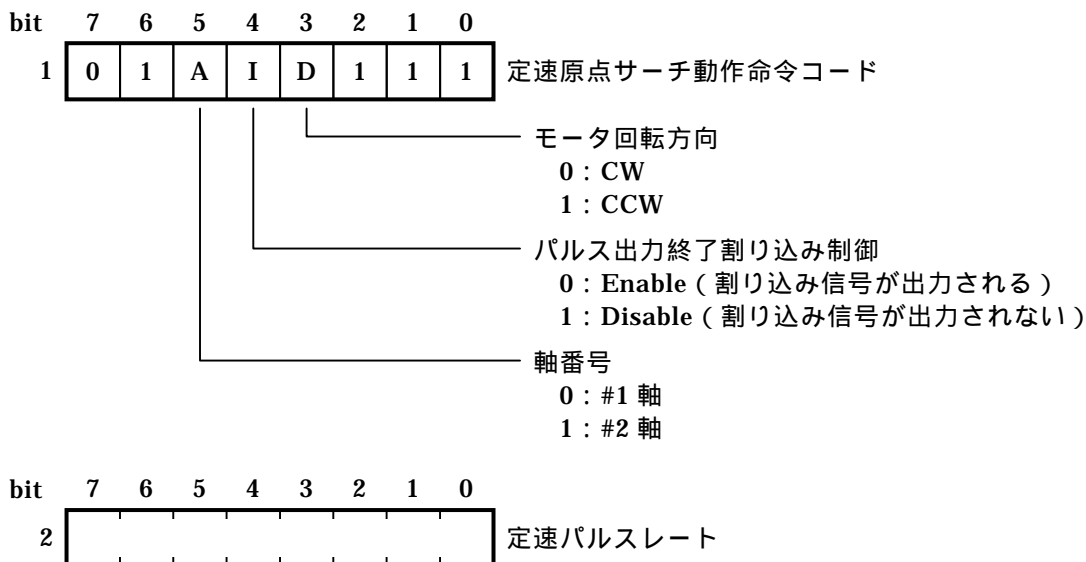 bit 7 6 5 4 3 2 1 0
1 0 1 A I D 1 1 1 定速原点サーチ動作命令コード
モータ回転方向
0：CW
1：CCW
パルス出力終了割り込み制御
0：Enable（割り込み信号が出力される）
1：Disable（割り込み信号が出力されない）
軸番号
0：#1 軸
1：#2 軸
bit 7 6 5 4 3 2 1 0
2 定速パルスレート